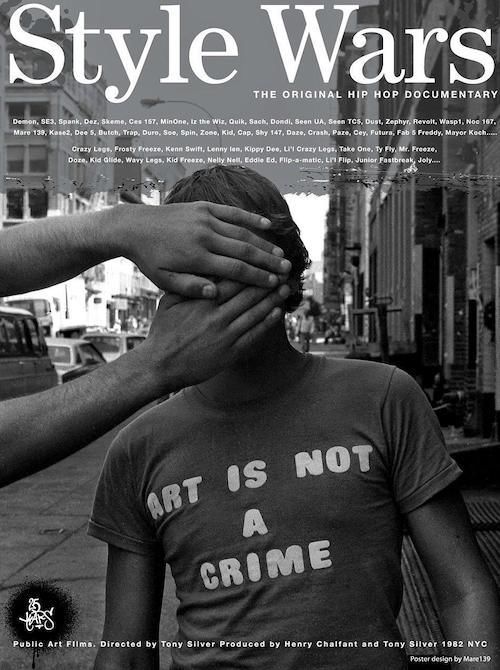 Style Wars
THE ORIGINAL HIP HOP DOCUMENTARY
Demon, SE3, Spank, Dez, Skeme, Ces 157, MinOne, Iz the Wiz, Quik, Sach, Dondi, Seen UA, Seen TC5, Dust, Zephyr, Revolt, Wasp1, Noc 167,
Mare 139, Kase2, Dee 5, Butch, Trap, Duro, Soe, Spin, Zone, Kid, Cap, Shy 147, Daze, Crash, Paze, Cey, Futura, Fab 5 Freddy, Mayor Koch.....
Crazy Legs, Frosty Freeze, Kenn Swift, Lenny len, Kippy Dee, Li'l Crazy Legs, Take One, Ty Fly, Mr. Freeze,
Doze, Kid Glide, Wavy Legs, Kid Freeze, Nelly Nell, Eddie Ed, Flip-a-matic, Li'l Flip, Junior Fastbreak, Joly....
ART IS NOT
A
CRIME
25
YEARS
Public Art Films. Directed by Tony Silver Produced by Henry Chalfant and Tony Silver 1982 NYC
Poster design by Mare139